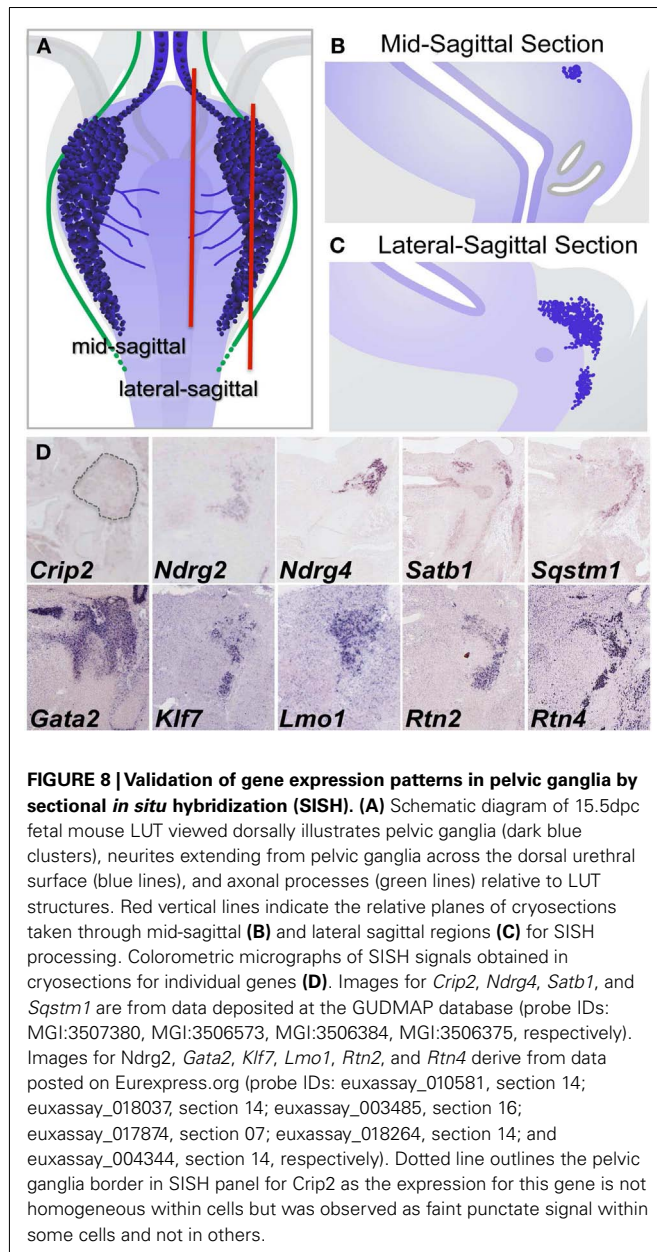 A
mid-sagittal
lateral-sagittal
B
Mid-Sagittal Section
C
Lateral-Sagittal Section
D
Crip2
Ndrg2
Ndrg4
Satb1
Sqstm1
Gata2
Klf7
Lmo1
Rtn2
Rtn4
FIGURE 8 | Validation of gene expression patterns in pelvic ganglia by
sectional in situ hybridization (SISH). (A) Schematic diagram of 15.5dpc
fetal mouse LUT viewed dorsally illustrates pelvic ganglia (dark blue
clusters), neurites extending from pelvic ganglia across the dorsal urethral
surface (blue lines), and axonal processes (green lines) relative to LUT
structures. Red vertical lines indicate the relative planes of cryosections
taken through mid-sagittal (B) and lateral sagittal regions (C) for SISH
processing. Colorometric micrographs of SISH signals obtained in
cryosections for individual genes (D). Images for Crip2, Ndrg4, Satb1, and
Sqstm1 are from data deposited at the GUDMAP database (probe IDs:
MGI:3507380, MGI:3506573, MGI:3506384, MGI:3506375, respectively).
Images for Ndrg2, Gata2, Klf7, Lmo1, Rtn2, and Rtn4 derive from data
posted on Eurexpress.org (probe IDs: euxassay_010581, section 14;
euxassay_018037, section 14; euxassay_003485, section 16;
euxassay_017874, section 07; euxassay_018264, section 14; and
euxassay_004344, section 14, respectively). Dotted line outlines the pelvic
ganglia border in SISH panel for Crip2 as the expression for this gene is not
homogeneous within cells but was observed as faint punctate signal within
some cells and not in others.